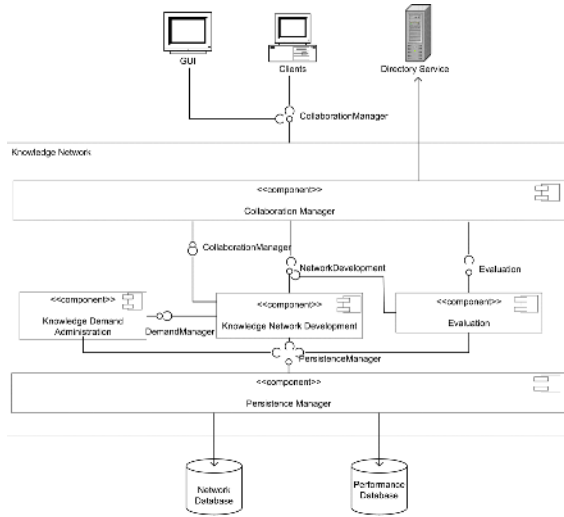 GUI
Clients
Directory Service
CollaborationManager
Knowledge Network
<<component>>
Collaboration Manager
CollaborationManager
NetworkDevelopment
Evaluation
<<component>>
Knowledge Demand
Administration
DemandManager
<<component>>
Knowledge Network Development
<<component>>
Evaluation
PersistenceManager
<<component>>
Persistence Manager
Network
Database
Performance
Database